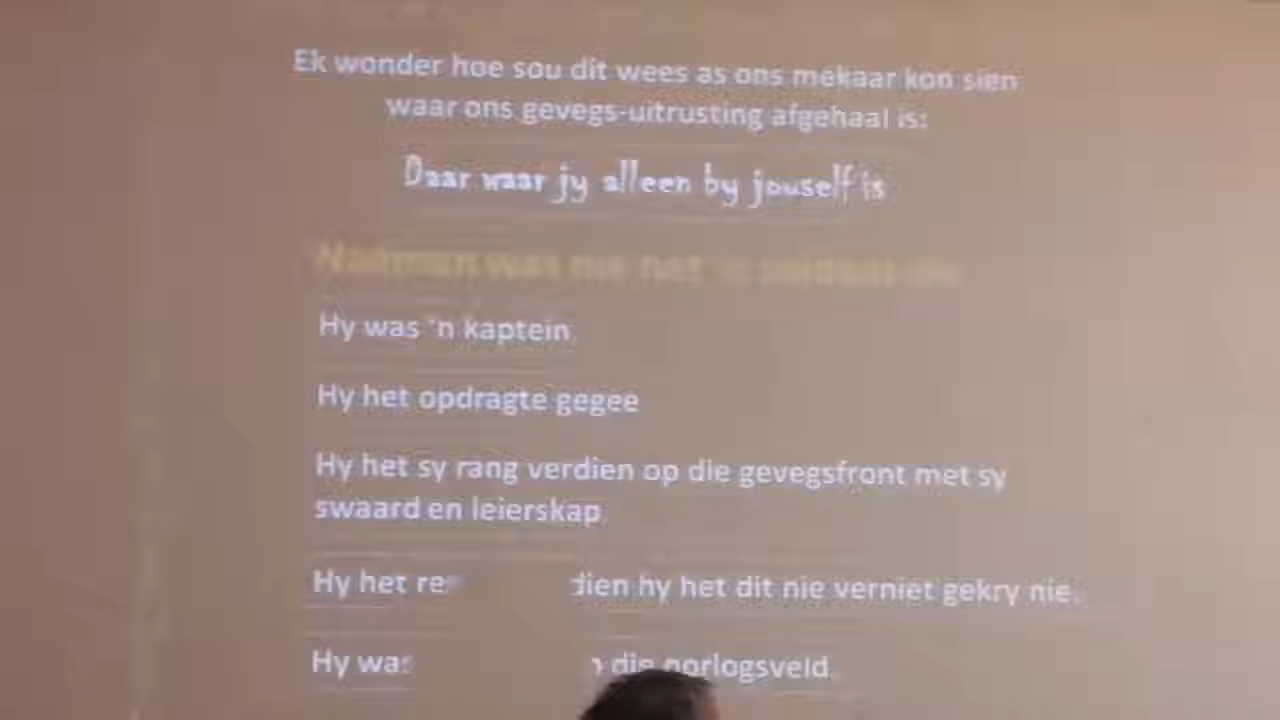 Ek wonder hoe sou dit wees as ons mekaar kon sien
waar ons gevegs-uitrusting afgehaal is:
Daar waar jy alleen by jouself is
was nie net 'n
Hy was 'n kaptein.
Hy het opdragte gegee
Hy het sy rang verdien op die gevegsfront met sy
swaard en leierskap.
Hy het hy het dit nie verniet gekry nie.
Hy die oorlogsveld.